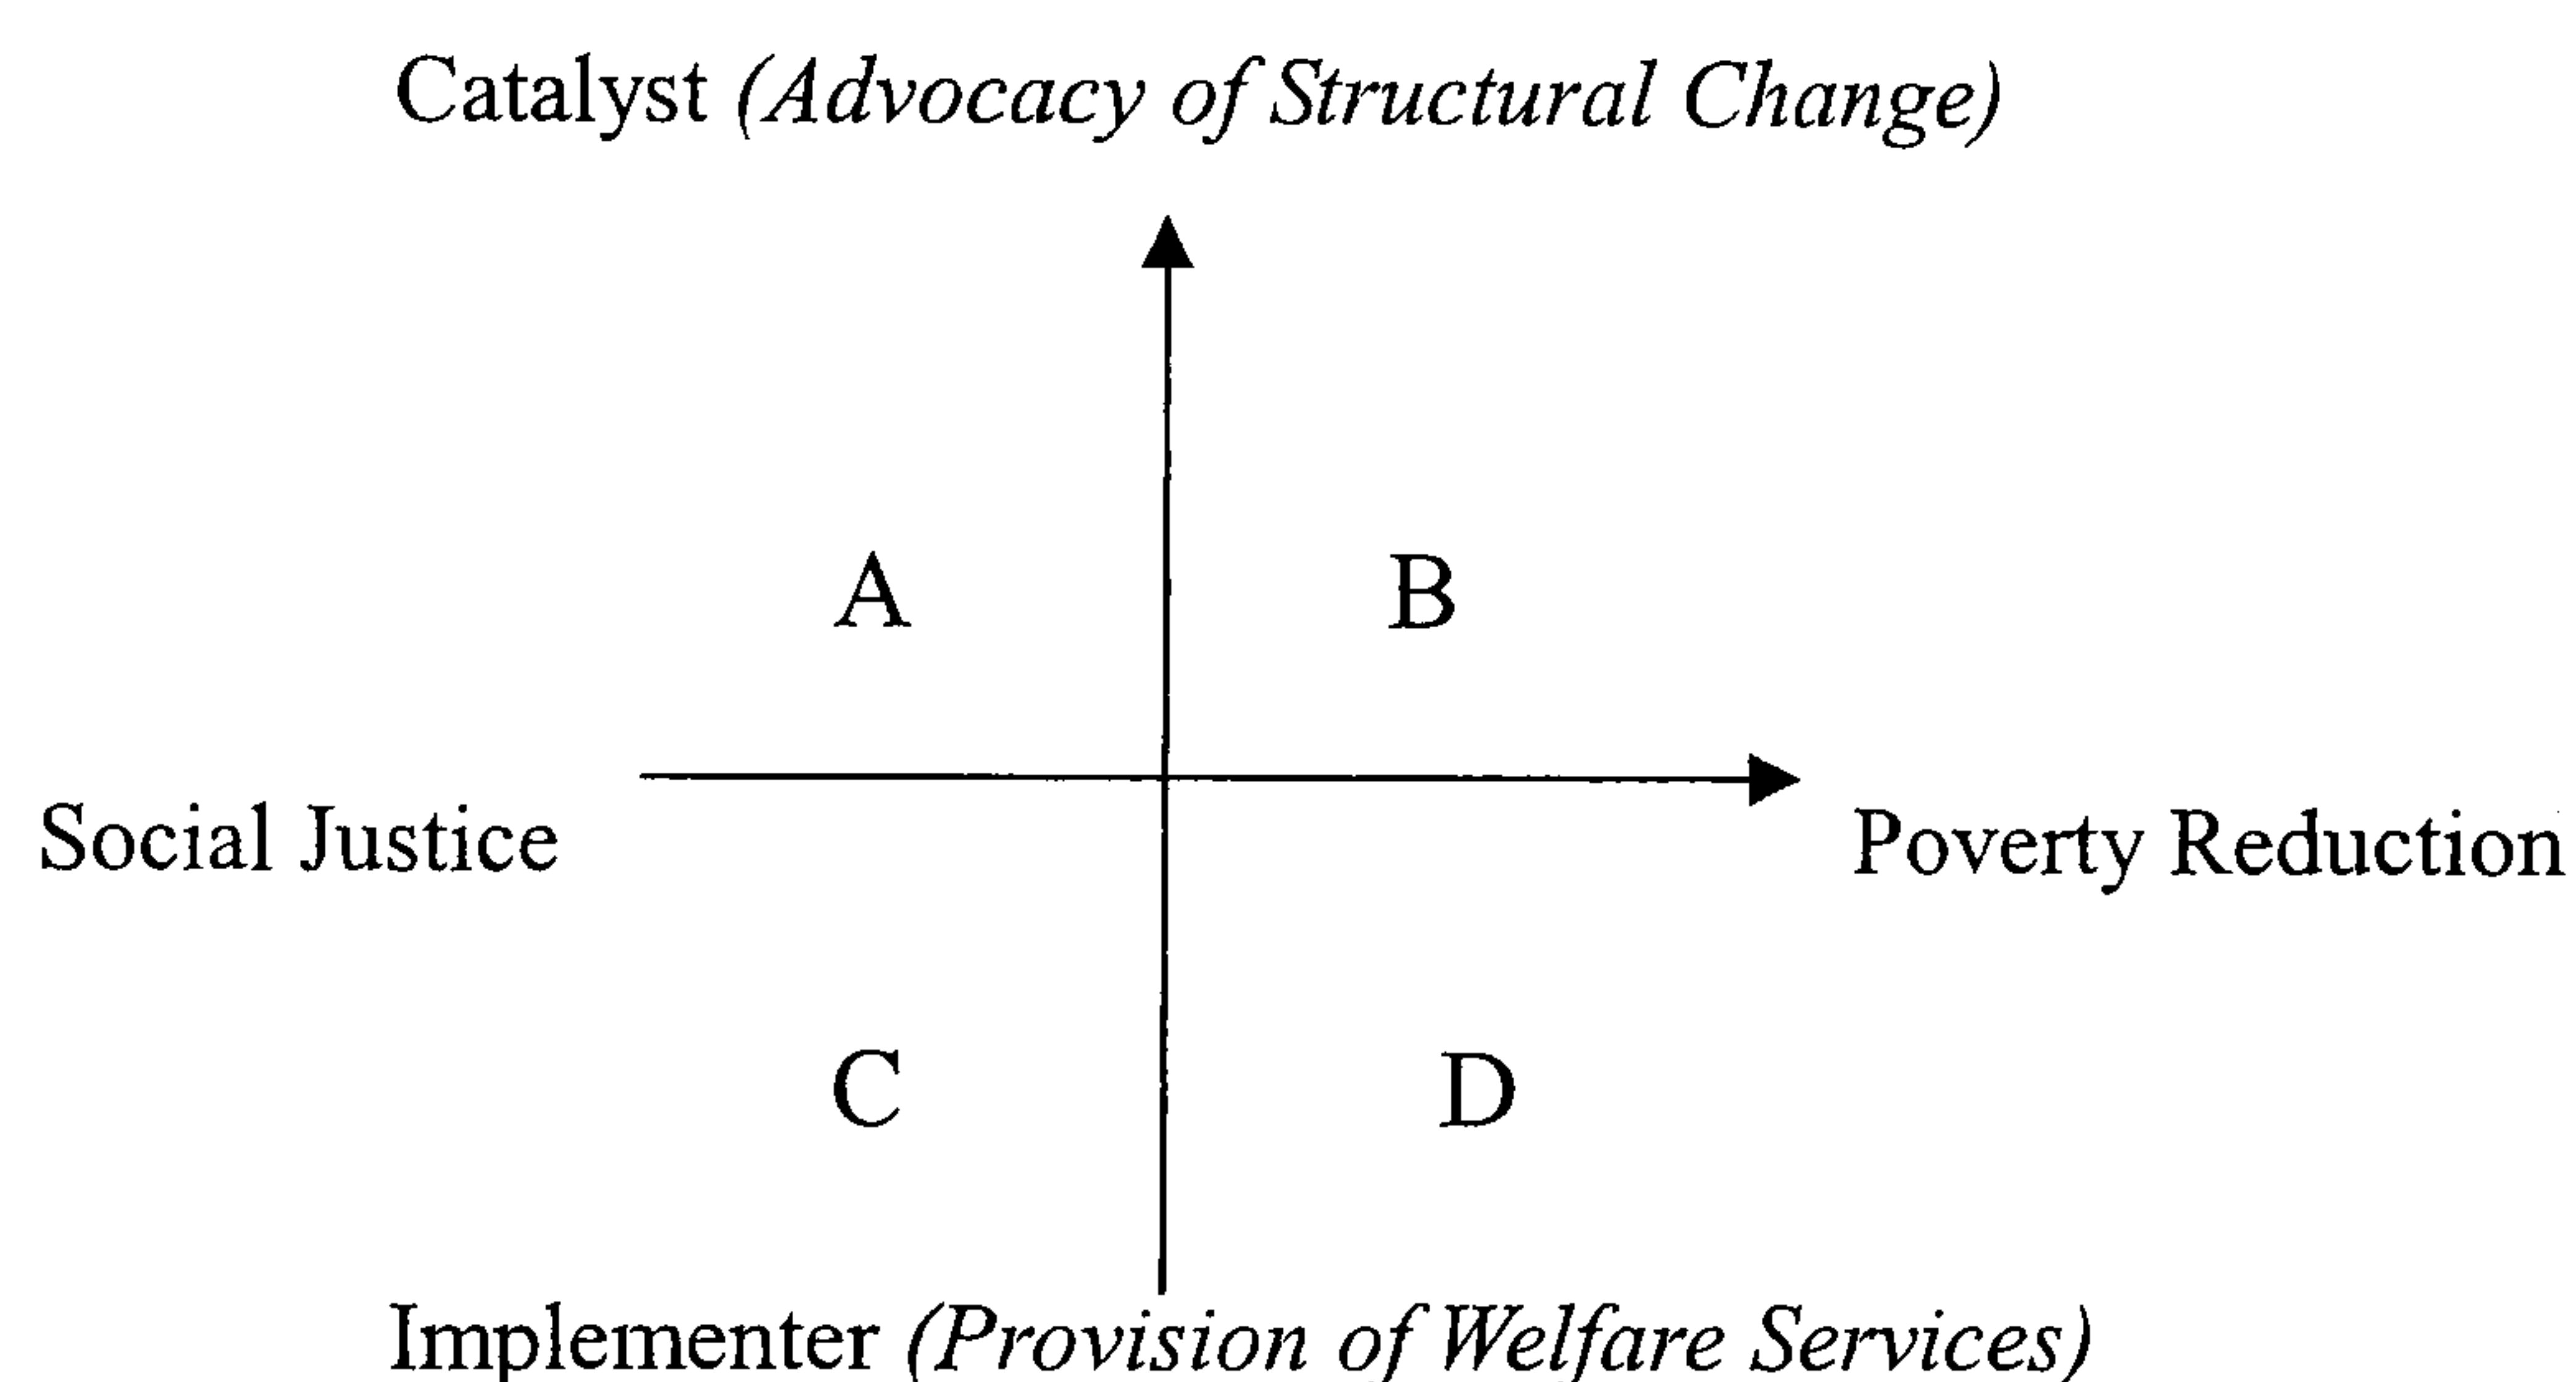 Catalyst (Advocacy of Structural Change)
A B
Social Justice Poverty Reduction
C D
Implementer (Provision of Welfare Services)